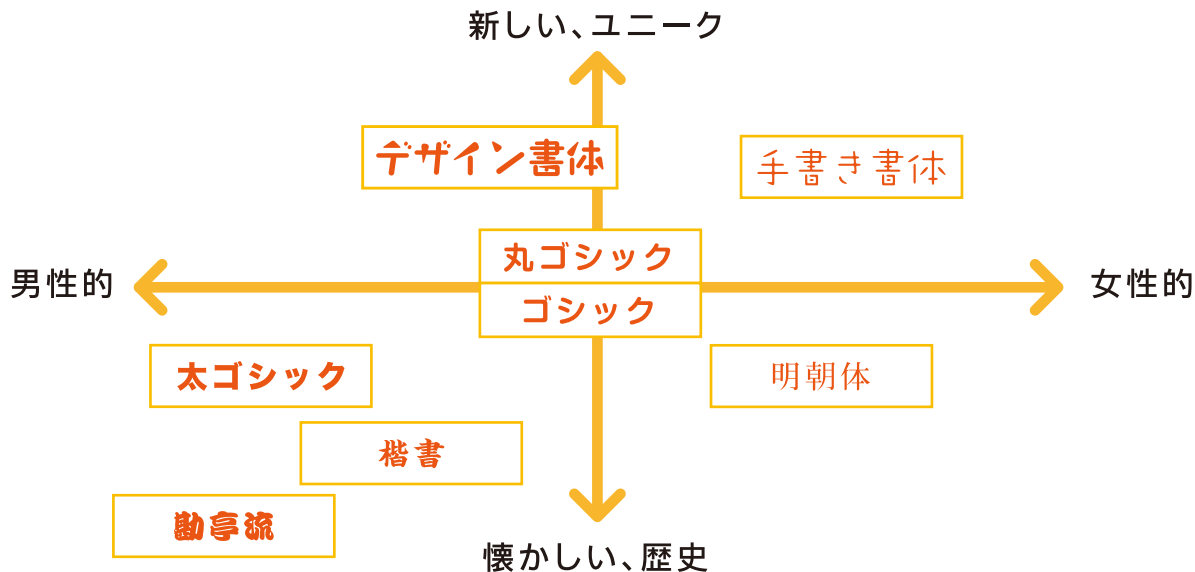 新しい、ユニーク
デザイン書体
手書き書体
丸ゴシック
男性的
女性的
ゴシック
太ゴシック
明朝体
楷書
勘亭流
懐かしい、歴史